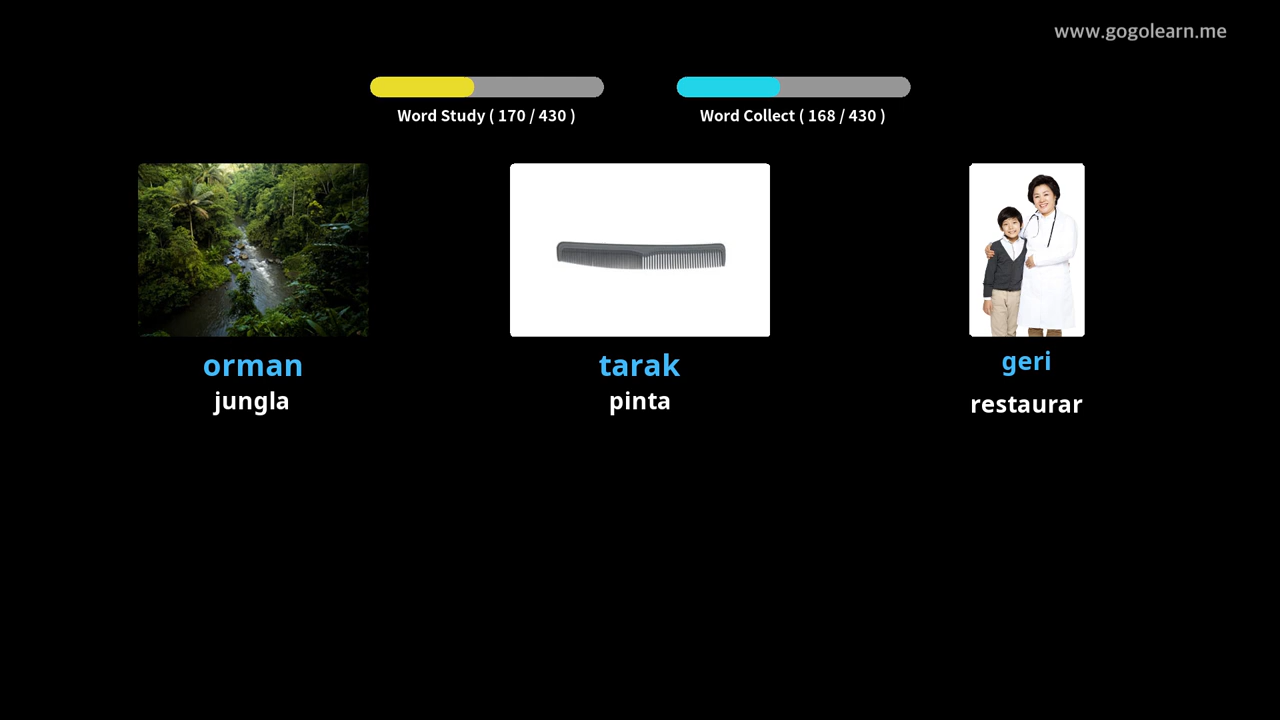 www.gogolearn.me
Word Study ( 170 / 430 )
Word Collect ( 168 / 430 )
orman
jungla
tarak
pinta
geri
restaurar